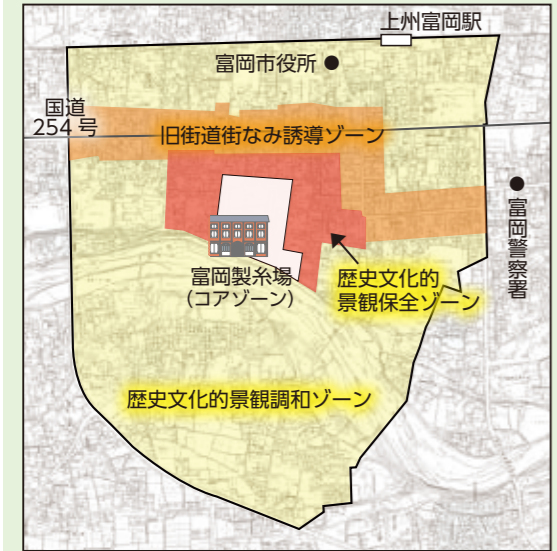 上州富岡駅
富岡市役所
国道
254号
旧街道街なみ誘導ゾーン
富岡警察署
富岡製糸場
(コアゾーン)
歴史文化的
景観保全ゾーン
歴史文化的景観調和ゾーン